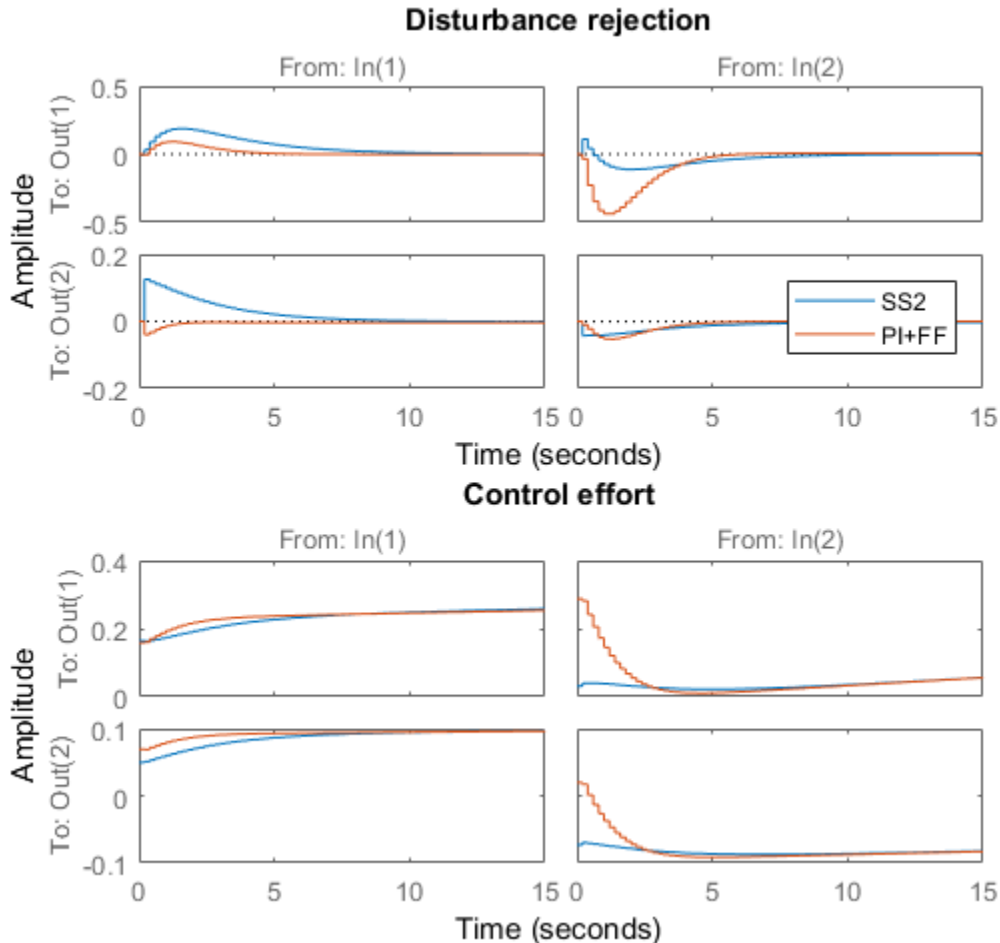 Disturbance rejection
From: In(1)
From: In(2)
Amplitude
To: Out(1)
0.5
0
-0.5
To: Out(2)
0.2
0
-0.2
SS2
PI+FF
0 5 10 15
0 5 10 15
Time (seconds)
Control effort
From: In(1)
From: In(2)
Amplitude
To: Out(1)
0.4
0.2
0
To: Out(2)
0.1
0
-0.1
0 5 10 15
0 5 10 15
Time (seconds)